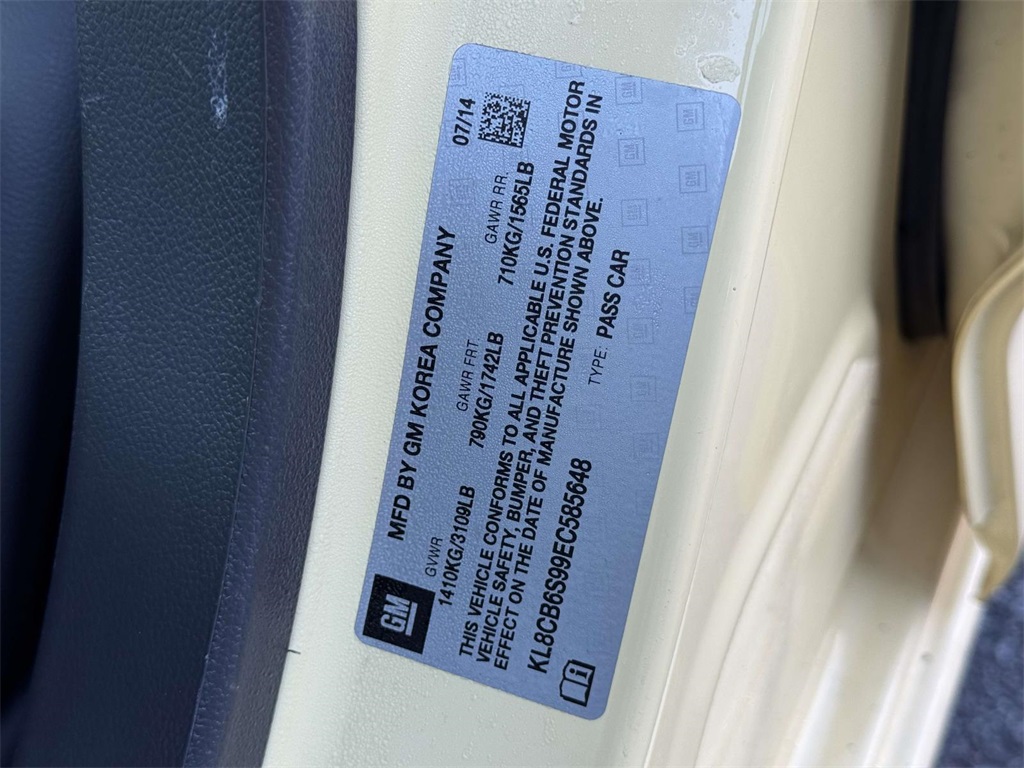 MFD BY GM KOREA COMPANY 07/14
GM
GVWR GAWR FRT. GAWR RR.
1410KG/3109LB 790KG/1742LB 710KG/1565LB
THIS VEHICLE CONFORMS TO ALL APPLICABLE U.S. FEDERAL MOTOR
VEHICLE SAFETY, BUMPER, AND THEFT PREVENTION STANDARDS IN
EFFECT ON THE DATE OF MANUFACTURE SHOWN ABOVE.
KL8CB6S99EC585648 TYPE: PASS CAR